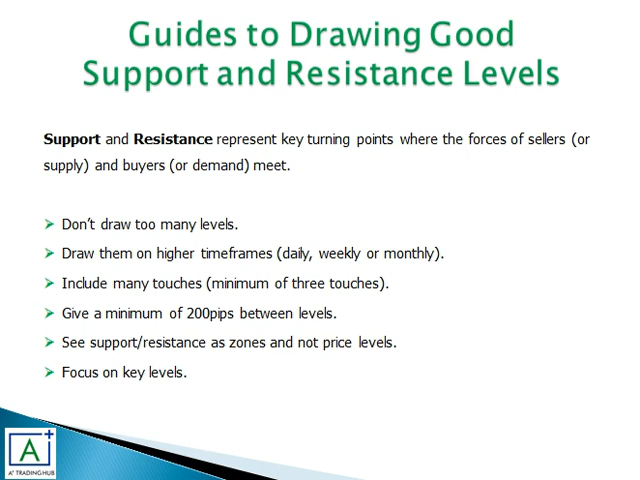 Guides to Drawing Good
Support and Resistance Levels
Support and Resistance represent key turning points where the forces of sellers (or
supply) and buyers (or demand) meet.
Don't draw too many levels.
Draw them on higher timeframes (daily, weekly or monthly).
Include many touches (minimum of three touches).
Give a minimum of 200pips between levels.
See support/resistance as zones and not price levels.
Focus on key levels.
A+
A+ TRADING HUB